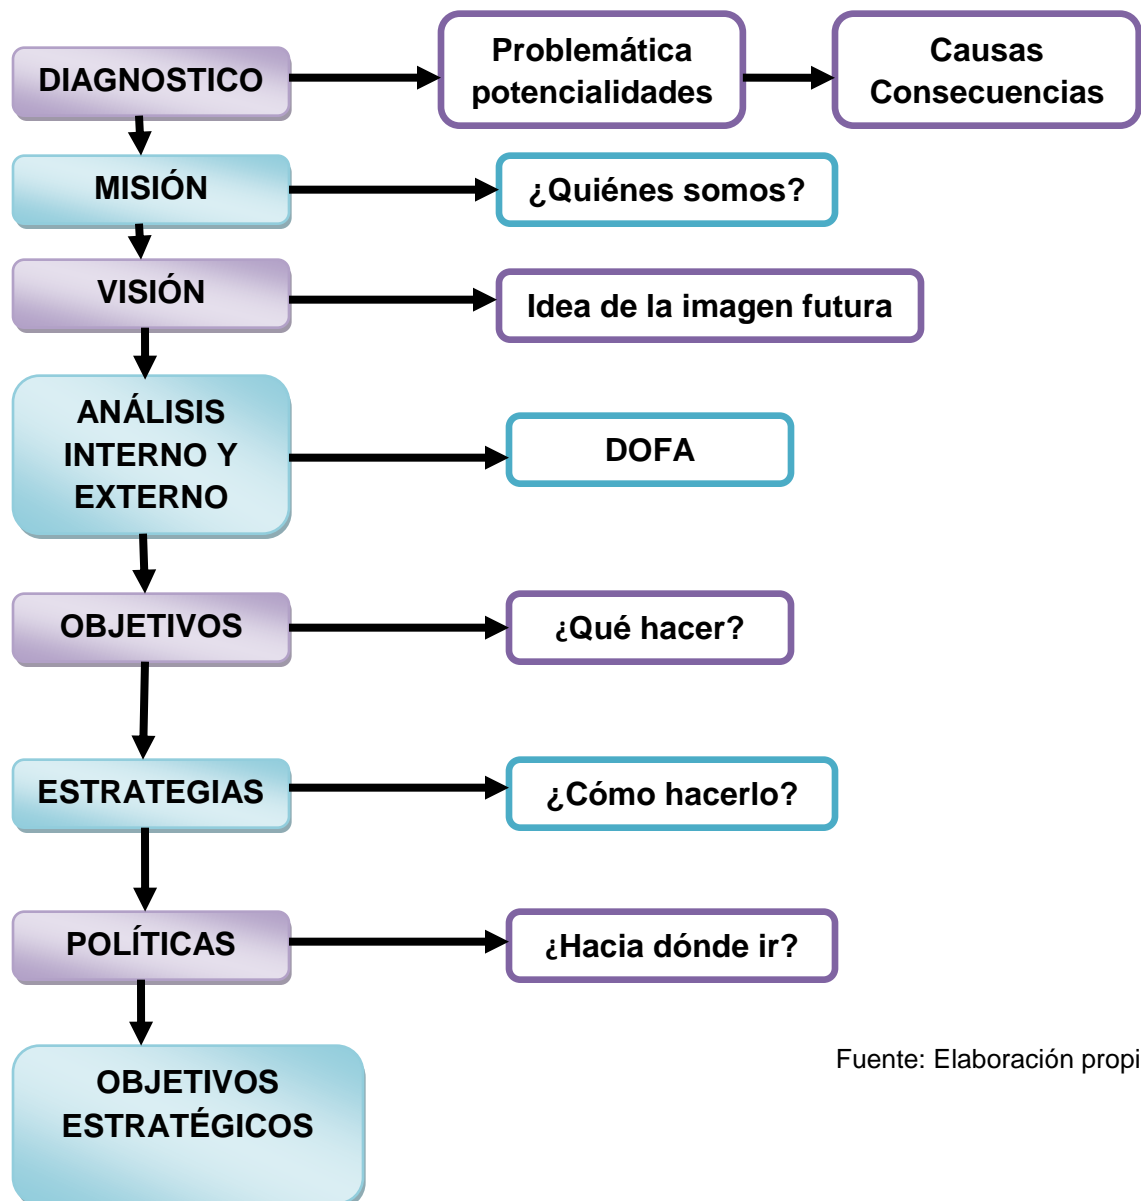 DIAGNOSTICO
Problemática
potencialidades
Causas
Consecuencias
MISIÓN
¿Quiénes somos?
VISIÓN
Idea de la imagen futura
ANÁLISIS
INTERNO Y
EXTERNO
DOFA
OBJETIVOS
¿Qué hacer?
ESTRATEGIAS
¿Cómo hacerlo?
POLÍTICAS
¿Hacia dónde ir?
OBJETIVOS
ESTRATÉGICOS
Fuente: Elaboración propi